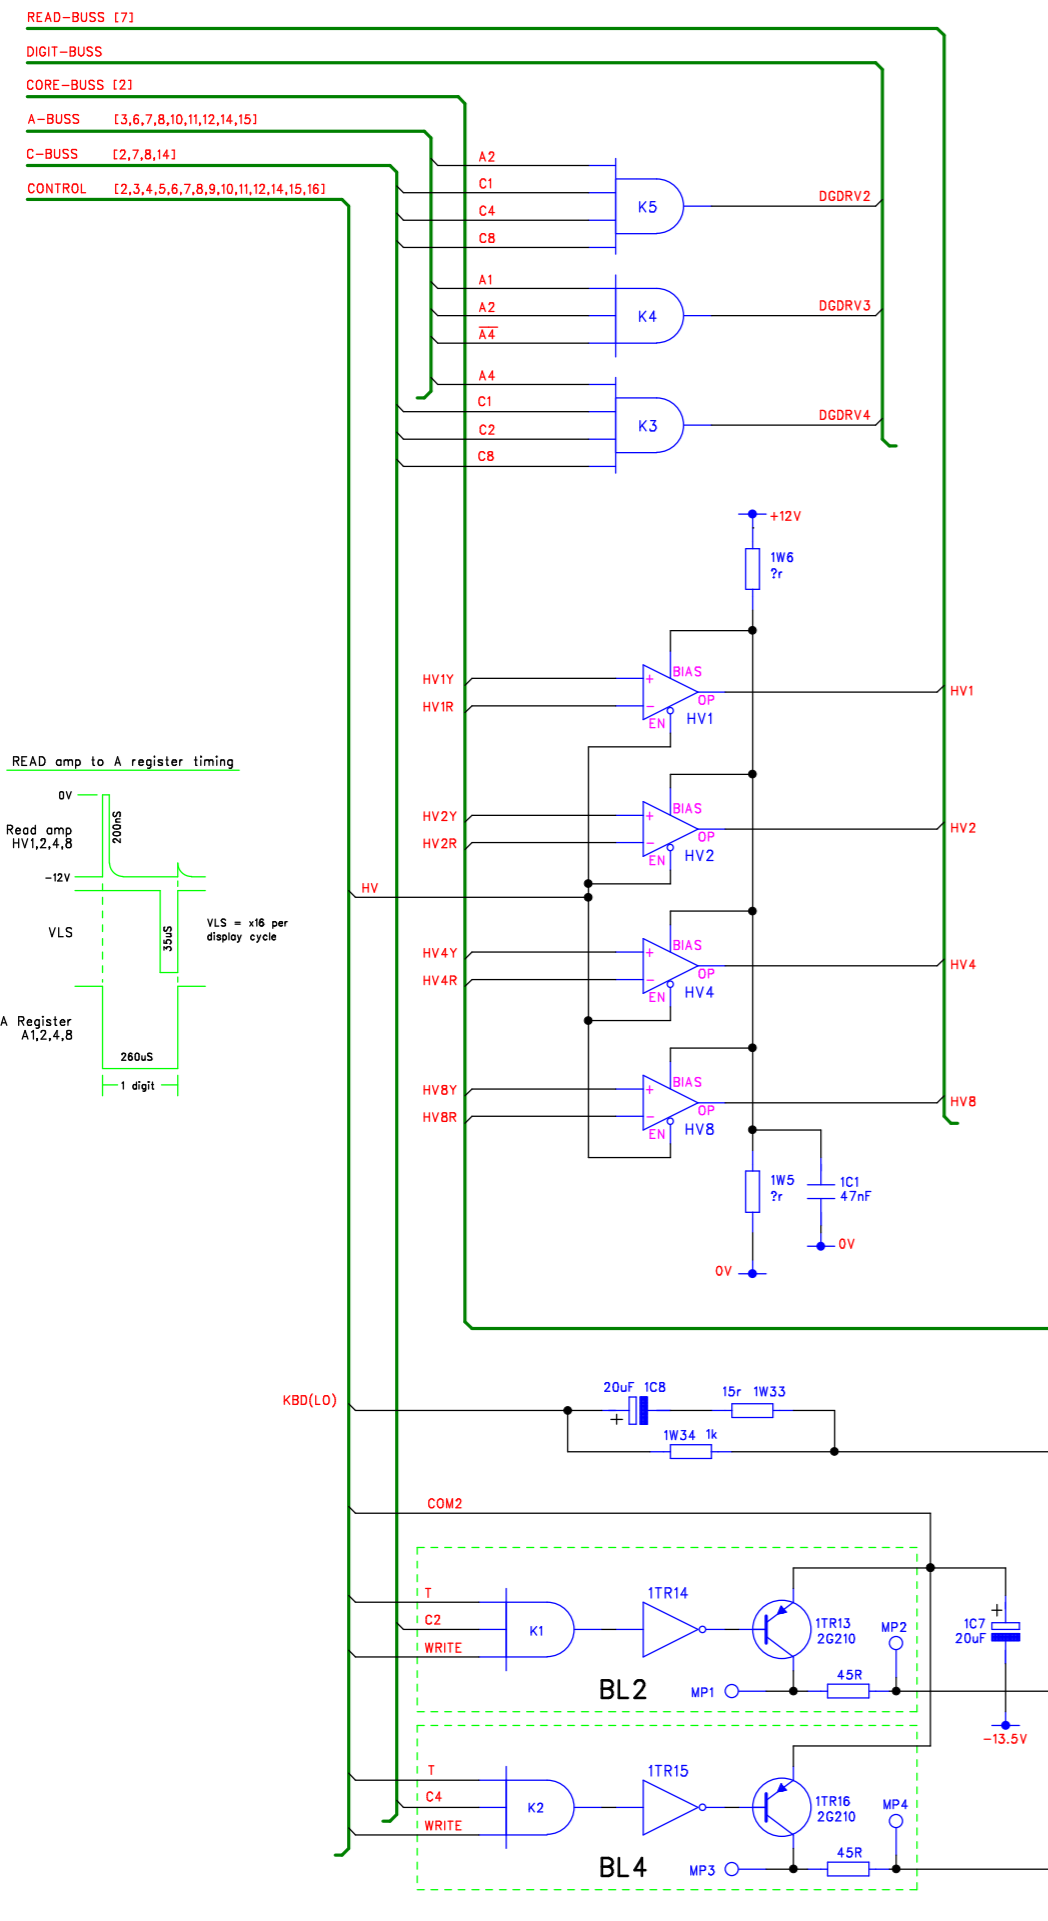 READ-BUSS [7]
DIGIT-BUSS
CORE-BUSS [2]
A-BUSS [3,6,7,8,10,11,12,14,15]
C-BUSS [2,7,8,14]
CONTROL [2,3,4,5,6,7,8,9,10,11,12,14,15,16]
A2
C1
C4
C8
K5
DGDRV2
A1
A2
A4
K4
DGDRV3
A4
C1
C2
C8
K3
DGDRV4
+12V
1W6
?r
HV1Y
HV1R
+
-
BIAS
OP
EN
HV1
HV1
HV2Y
HV2R
BIAS
OP
EN
HV2
HV2
HV
HV4Y
HV4R
+
-
BIAS
OP
EN
HV4
HV4
HV8Y
HV8R
+
-
BIAS
OP
EN
HV8
HV8
1W5
?r
1C1
47nF
0V
0V
READ amp to A register timing
0V
200nS
Read amp
HV1,2,4,8
-12V
VLS
35uS
VLS = x16 per
display cycle
A Register
A1,2,4,8
260uS
1 digit
KBD(LO)
20uF 1C8
+
15r 1W33
1W34 1k
COM2
T
C2
WRITE
K1
1TR14
1TR13
2G210
MP2
45R
MP1
BL2
+
1C7
20uF
-13.5V
T
C4
WRITE
K2
1TR15
1TR16
2G210
MP4
45R
MP3
BL4